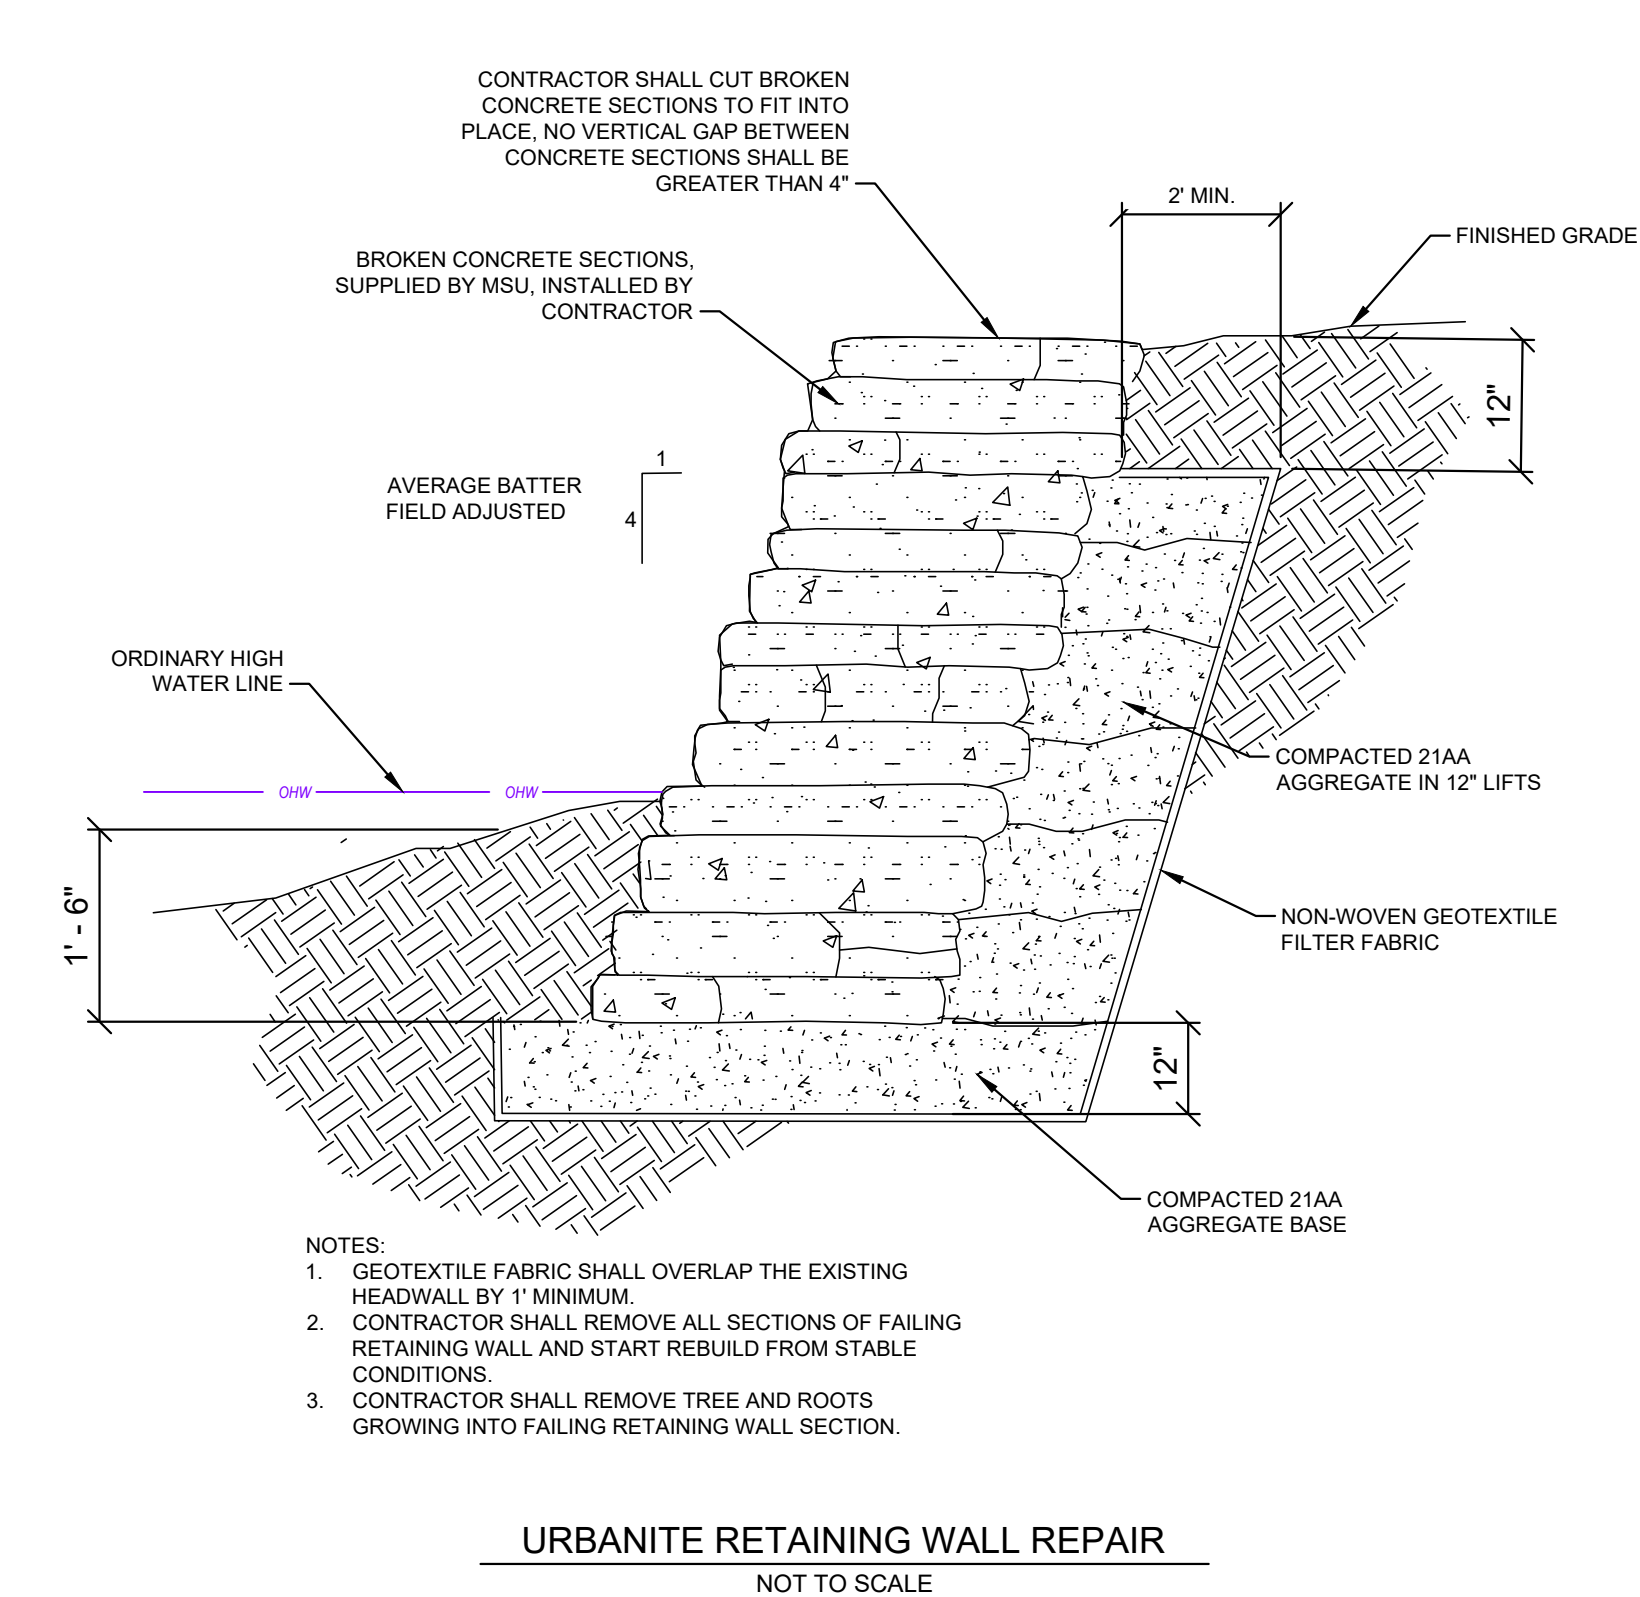 CONTRACTOR SHALL CUT BROKEN
CONCRETE SECTIONS TO FIT INTO
PLACE, NO VERTICAL GAP BETWEEN
CONCRETE SECTIONS SHALL BE
GREATER THAN 4"
2' MIN.
FINISHED GRADE
BROKEN CONCRETE SECTIONS,
SUPPLIED BY MSU, INSTALLED BY
CONTRACTOR
12"
1
AVERAGE BATTER
FIELD ADJUSTED
4
ORDINARY HIGH
WATER LINE
COMPACTED 21AA
AGGREGATE IN 12" LIFTS
OHW
OHW
1' - 6"
NON-WOVEN GEOTEXTILE
FILTER FABRIC
12"
COMPACTED 21AA
AGGREGATE BASE
NOTES:
1. GEOTEXTILE FABRIC SHALL OVERLAP THE EXISTING
HEADWALL BY 1' MINIMUM.
2. CONTRACTOR SHALL REMOVE ALL SECTIONS OF FAILING
RETAINING WALL AND START REBUILD FROM STABLE
CONDITIONS.
3. CONTRACTOR SHALL REMOVE TREE AND ROOTS
GROWING INTO FAILING RETAINING WALL SECTION.
URBANITE RETAINING WALL REPAIR
NOT TO SCALE